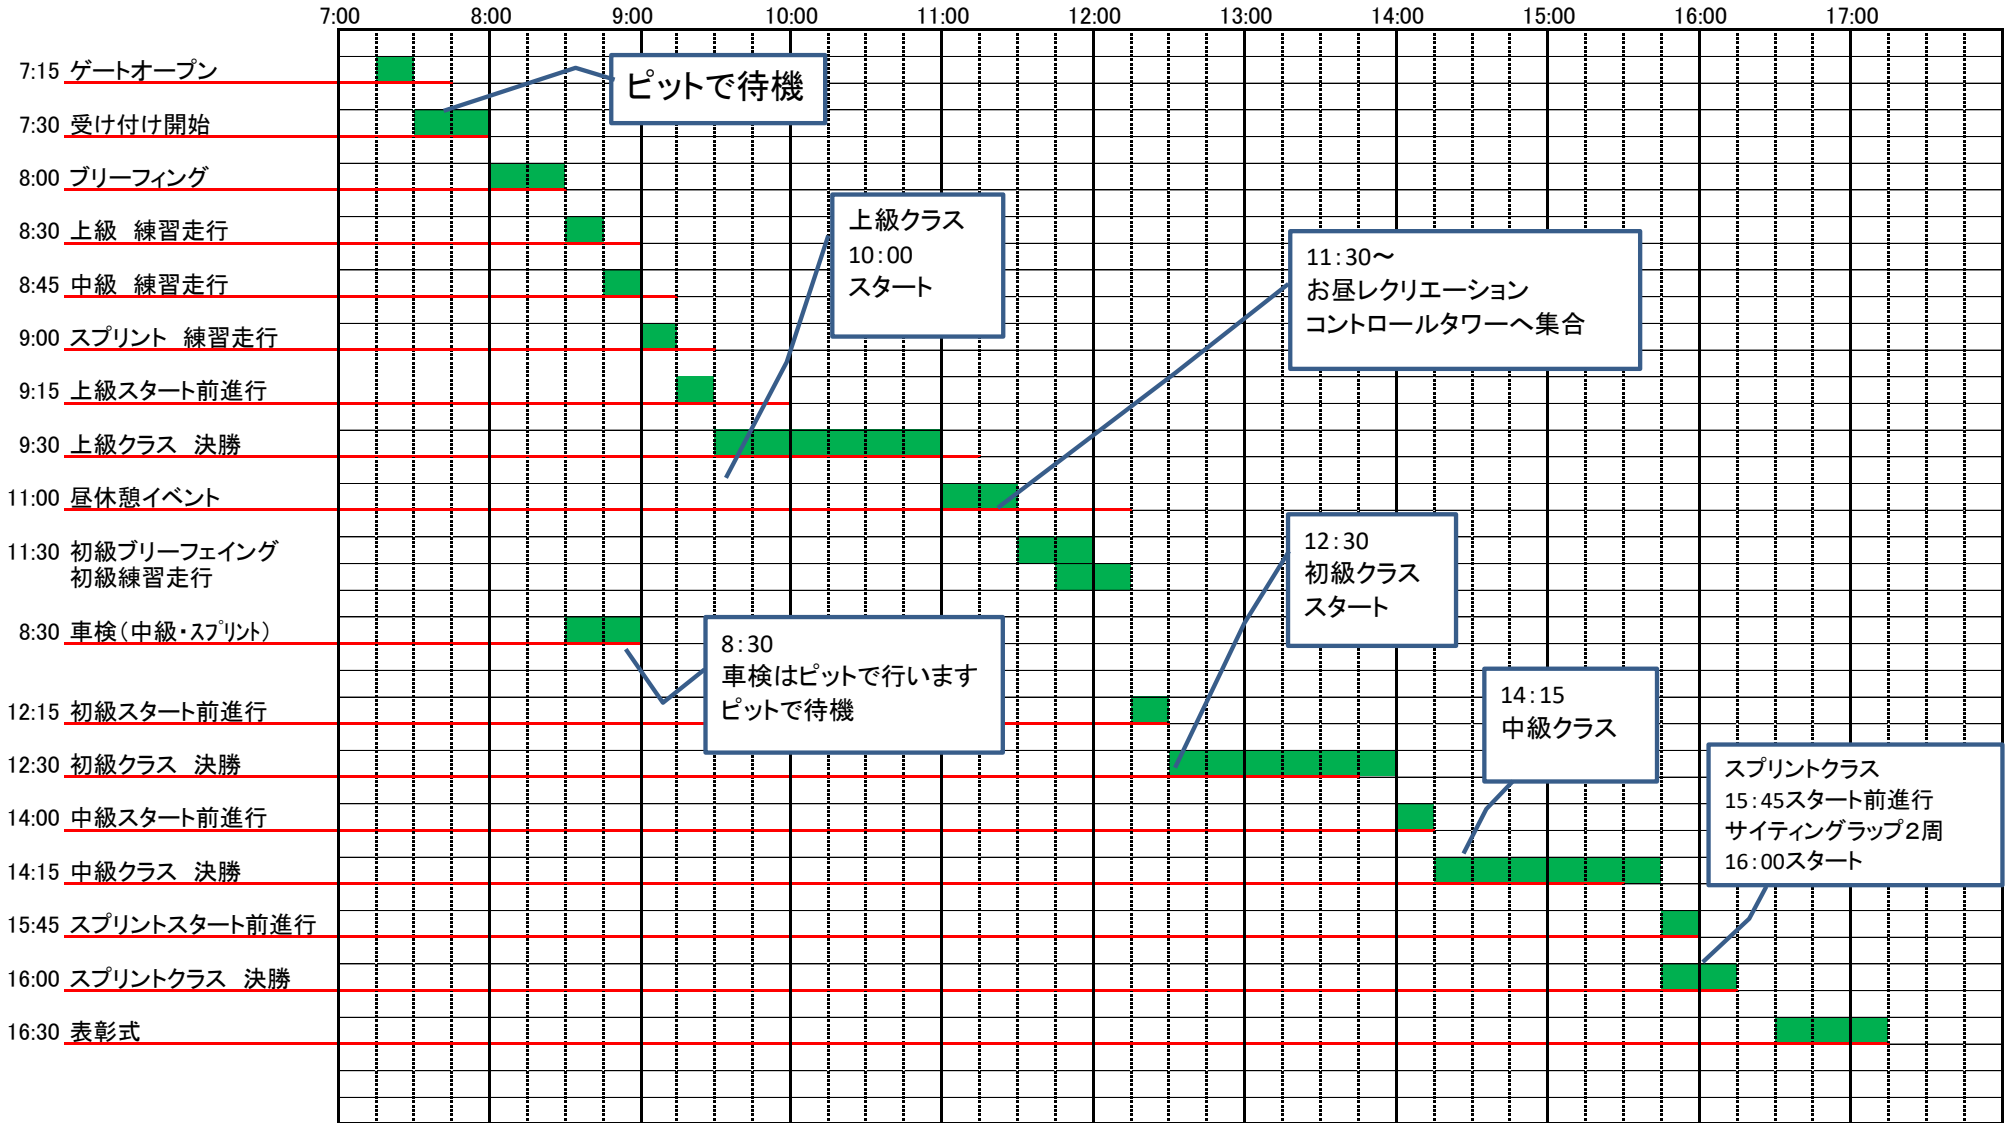 7:00 8:00 9:00 10:00 11:00 12:00 13:00 14:00 15:00 16:00 17:00
7:15 ゲートオープン
ピットで待機
7:30 受け付け開始
8:00 ブリーフィング
8:30 上級　練習走行
上級クラス
10:00
スタート
8:45 中級　練習走行
11:30～
お昼レクリエーション
コントロールタワーへ集合
9:00 スプリント　練習走行
9:15 上級スタート前進行
9:30 上級クラス　決勝
11:00 昼休憩イベント
11:30 初級ブリーフェイング
初級練習走行
12:30
初級クラス
スタート
8:30 車検（中級・ｽﾌﾟﾘﾝﾄ）
8:30
車検はピットで行います
ピットで待機
12:15 初級スタート前進行
14:15
中級クラス
12:30 初級クラス　決勝
スプリントクラス
15:45スタート前進行
サイティングラップ２周
16:00スタート
14:00 中級スタート前進行
14:15 中級クラス　決勝
15:45 スプリントスタート前進行
16:00 スプリントクラス　決勝
16:30 表彰式